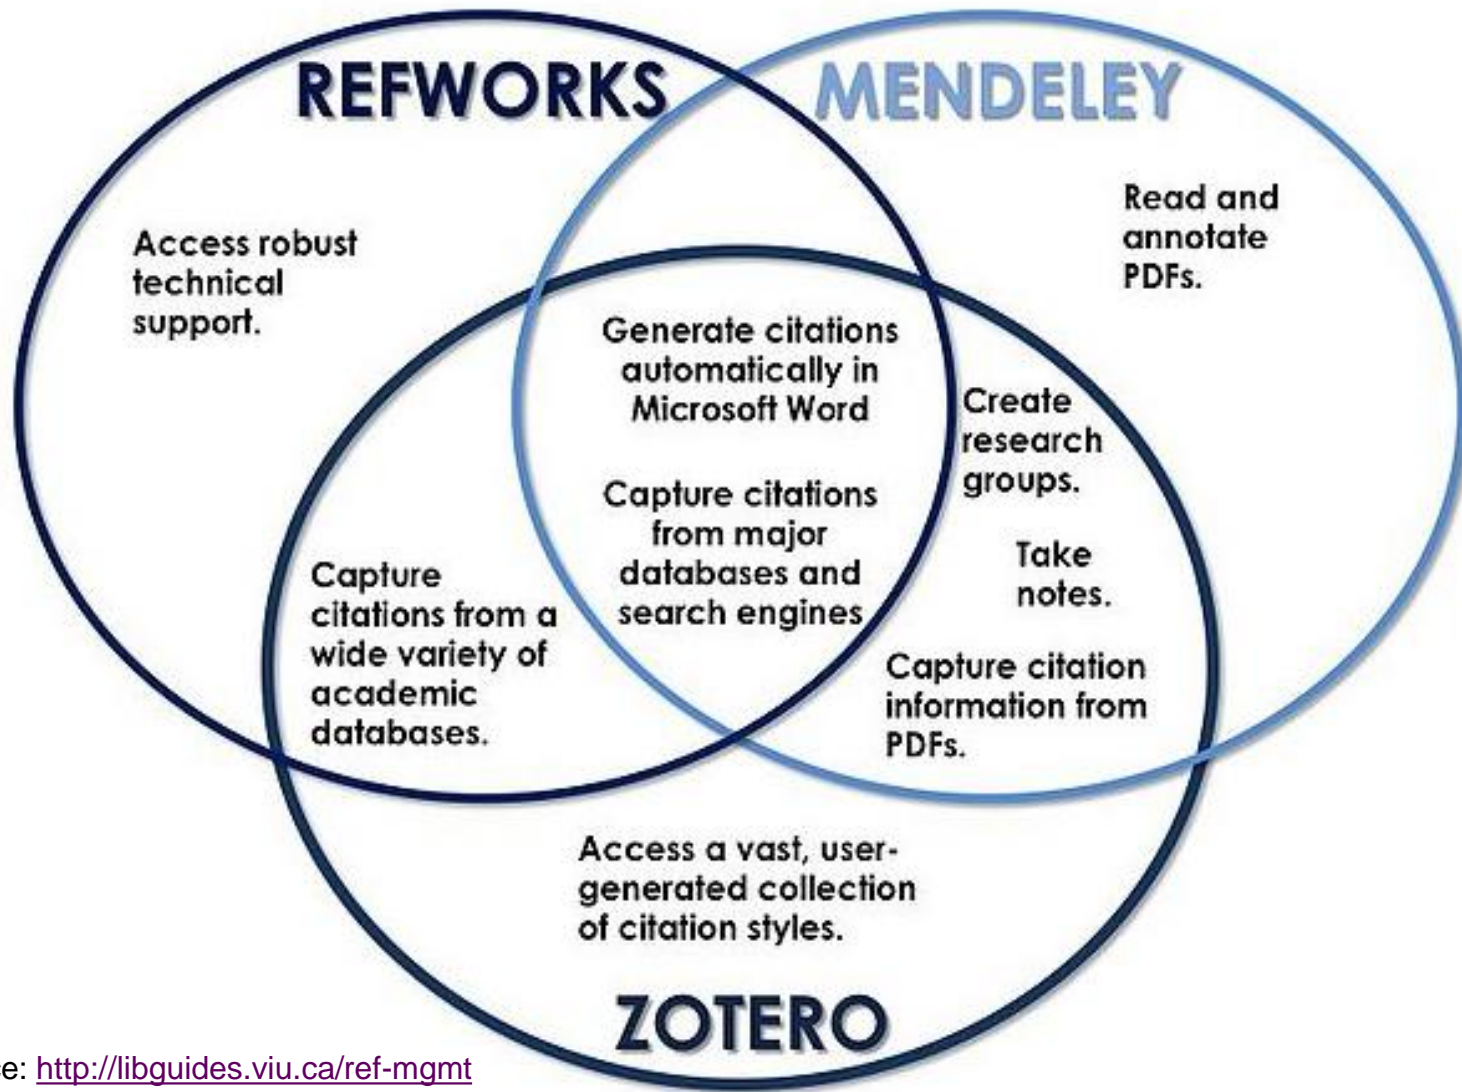 REFWORKS
MENDELEY
Access robust
technical
support.
Read and
annotate
PDFs.
Generate citations
automatically in
Microsoft Word
Capture citations
from major
databases and
search engines
Create
research
groups.
Take
notes.
Capture citation
information from
PDFs.
Capture
citations from a
wide variety of
academic
databases.
Access a vast, user-
generated collection
of citation styles.
ZOTERO
e: http://libguides.viu.ca/ref-mgmt